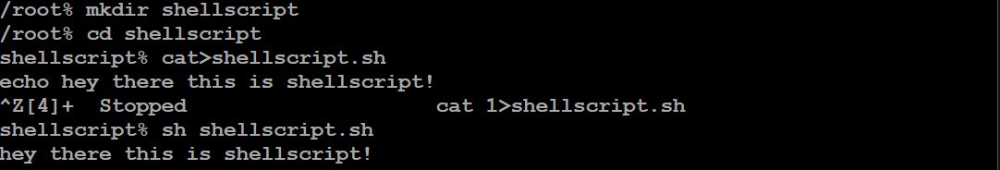 /root% mkdir shellscript
/root% cd shellscript
shellscript% cat>shellscript.sh
echo hey there this is shellscript!
^Z[4]+  Stopped                    cat 1>shellscript.sh
shellscript% sh shellscript.sh
hey there this is shellscript!